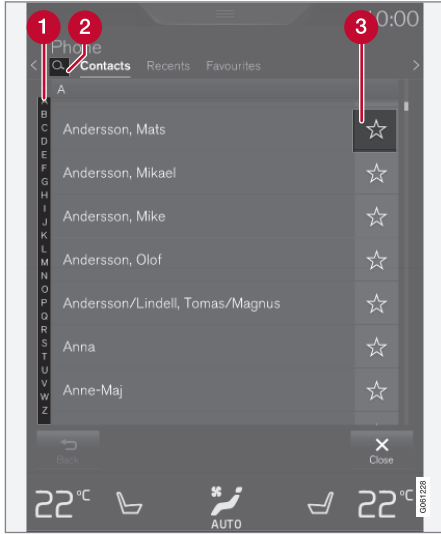 1
2
3
10:00
Phone
Contacts Recents Favourites
A
A
B
C
D
E
F
G
H
I
J
K
L
M
N
O
P
Q
R
S
T
U
V
W
Z
Andersson, Mats
Andersson, Mikael
Andersson, Mike
Andersson, Olof
Andersson/Lindell, Tomas/Magnus
Anna
Anne-Maj
Back
Close
22°C
AUTO
22°C
G061228